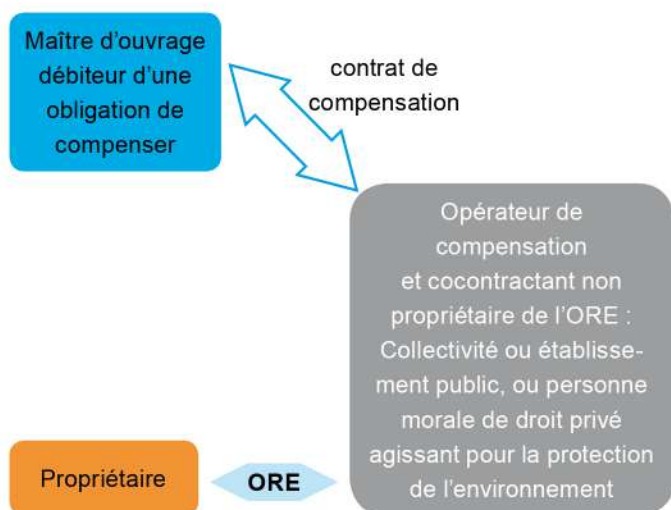 Maître d'ouvrage
débiteur d'une
obligation de
compenser
contrat de
compensation
Opérateur de
compensation
et cocontractant non
propriétaire de l'ORE :
Collectivité ou établisse-
ment public, ou personne
morale de droit privé
agissant pour la protection
de l'environnement
Propriétaire
ORE